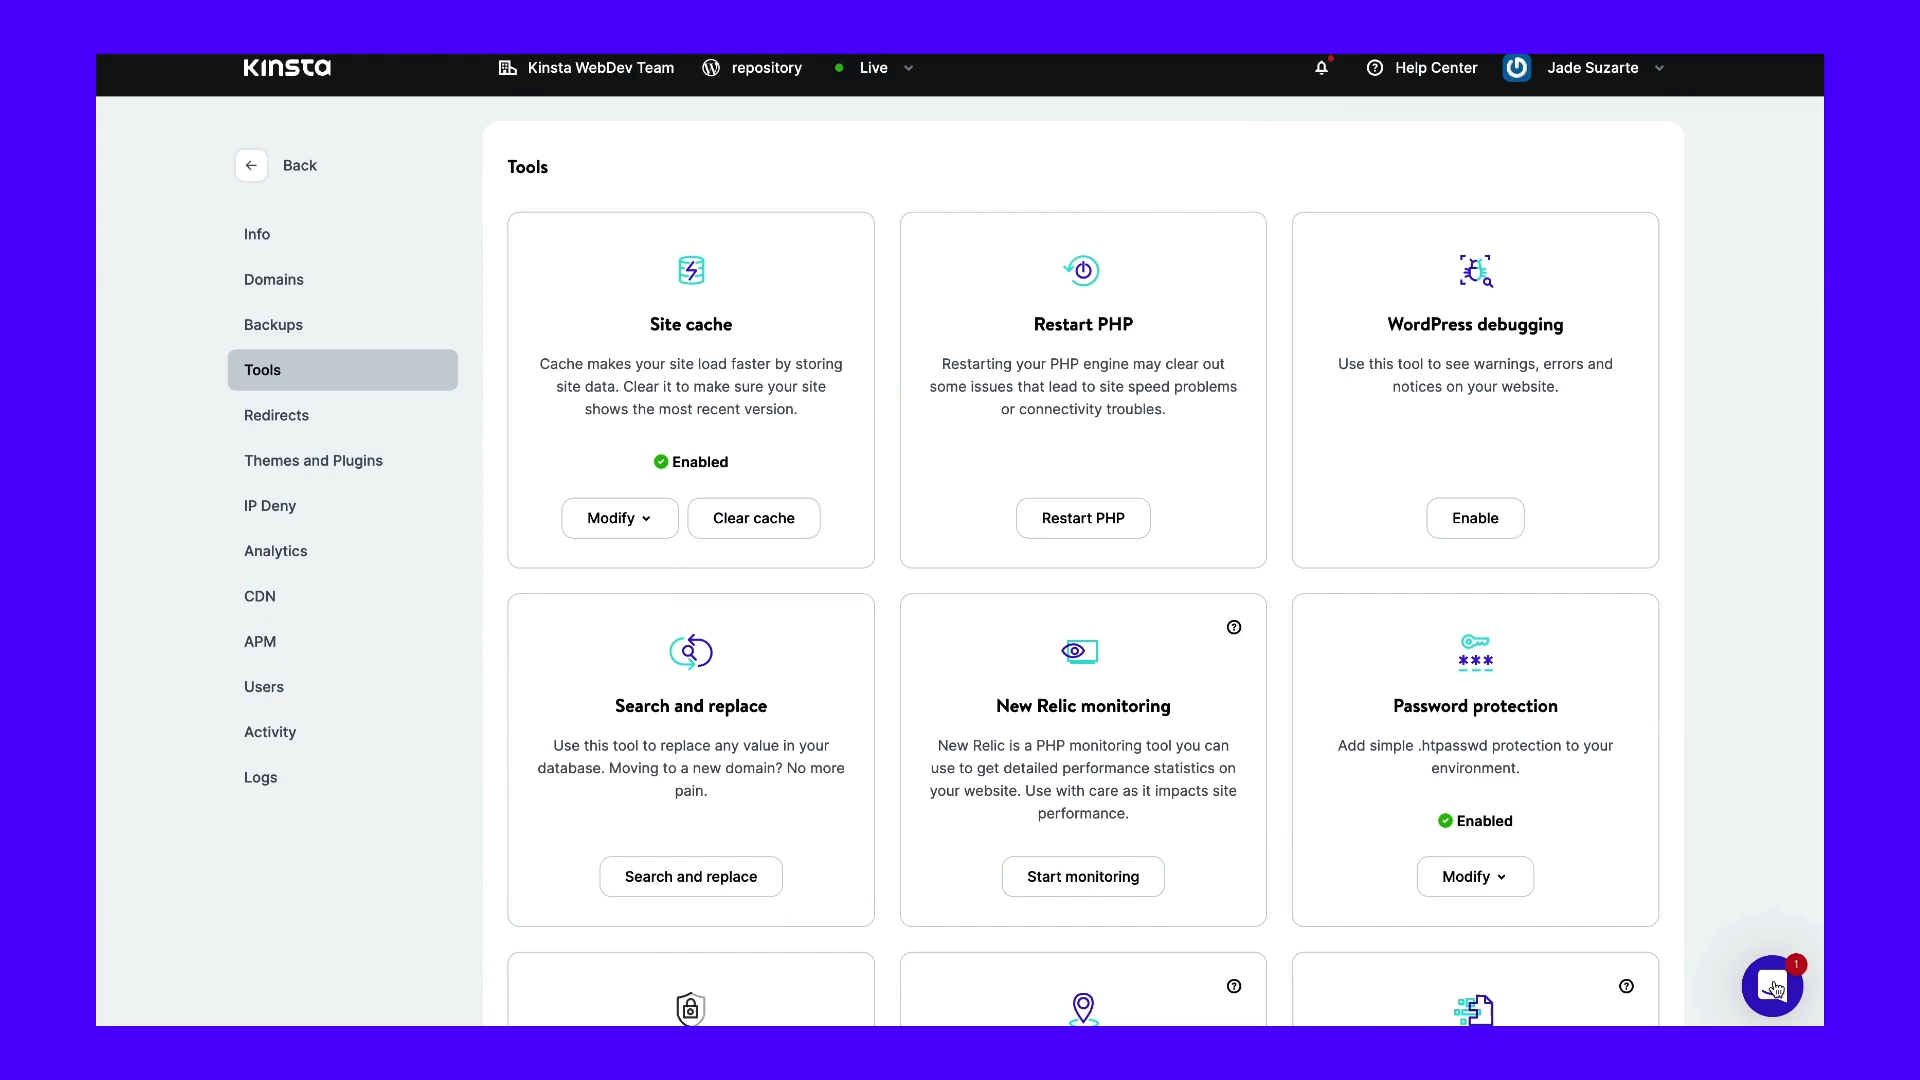 Kinsta
Kinsta WebDev Team
repository
Live
Help Center
Jade Suzarte
Back
Info
Domains
Backups
Tools
Redirects
Themes and Plugins
IP Deny
Analytics
CDN
APM
Users
Activity
Logs
Tools
Site cache
Cache makes your site load faster by storing
site data. Clear it to make sure your site
shows the most recent version.
Enabled
Modify
Clear cache
Restart PHP
Restarting your PHP engine may clear out
some issues that lead to site speed problems
or connectivity troubles.
Restart PHP
WordPress debugging
Use this tool to see warnings, errors and
notices on your website.
Enable
Search and replace
Use this tool to replace any value in your
database. Moving to a new domain? No more
pain.
Search and replace
New Relic monitoring
New Relic is a PHP monitoring tool you can
use to get detailed performance statistics on
your website. Use with care as it impacts site
performance.
Start monitoring
Password protection
Add simple .htpasswd protection to your
environment.
Enabled
Modify
1